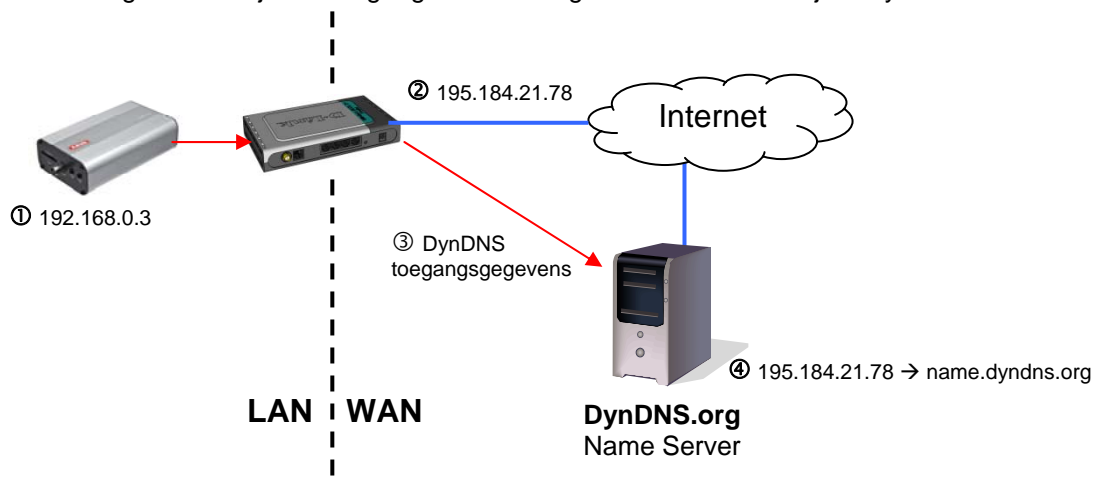 ② 195.184.21.78
Internet
D-Link
① 192.168.0.3
③ DynDNS
toegangsgegevens
④ 195.184.21.78 → name.dyndns.org
LAN
WAN
DynDNS.org
Name Server